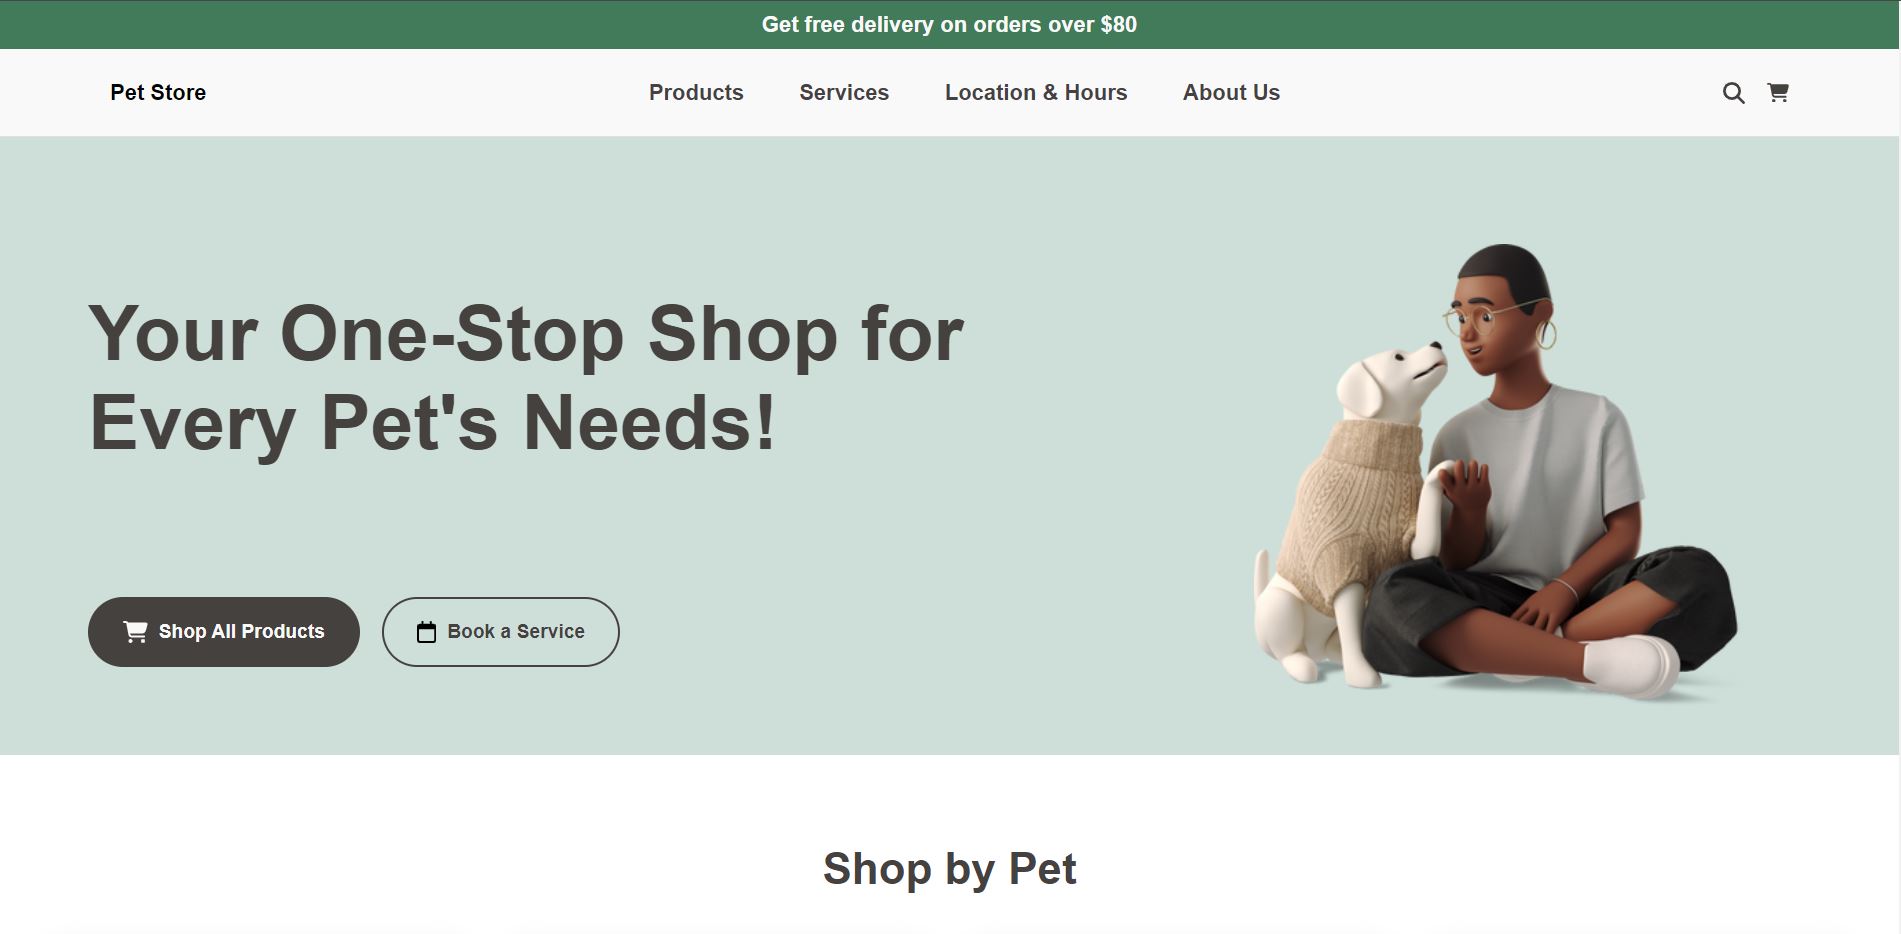 Get free delivery on orders over $80
Pet Store
Products
Services
Location & Hours
About Us
Your One-Stop Shop for
Every Pet's Needs!
Shop All Products
Book a Service
Shop by Pet